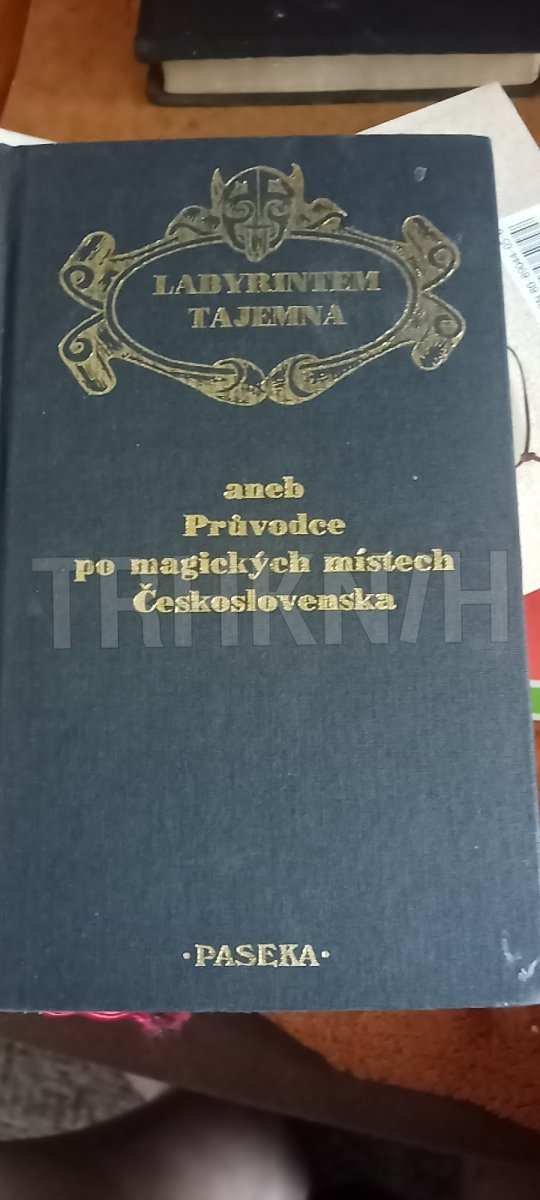 LABYRINTEM
TAJEMNA
aneb
Průvodce
po magických místech
Československa
TRHKNIH
·PASEKA·